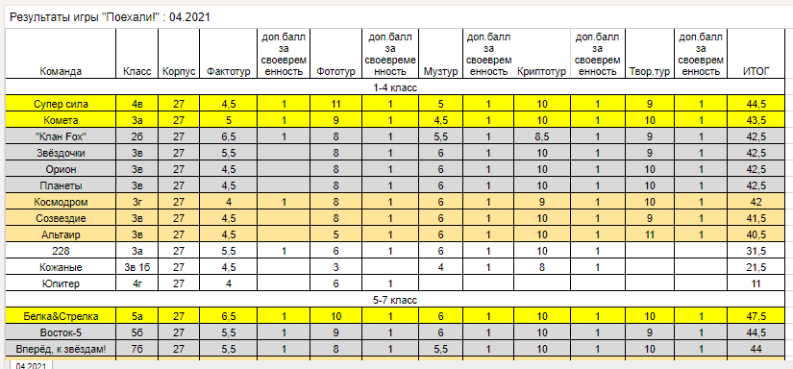 Результаты игры "Поехали!" : 04.2021
Команда Класс Корпус Фактотур доп.балл за своеврем енность Фототур доп.балл за своевреме нность Музтур доп.балл за своеврем енность Криптотур доп.балл за своеврем енность Твор.тур доп.балл за своеврем енность ИТОГ
1-4 класс
Супер сила 4в 27 4,5 1 11 1 5 1 10 1 9 1 44,5
Комета 3а 27 5 1 9 1 4,5 1 10 1 10 1 43,5
"Клан Fox" 2б 27 6,5 1 8 1 5,5 1 8,5 1 9 1 42,5
Звёздочки 3в 27 5,5 8 1 6 1 10 1 9 1 42,5
Орион 3в 27 4,5 8 1 6 1 10 1 10 1 42,5
Планеты 3в 27 4,5 8 1 6 1 10 1 10 1 42,5
Космодром 3г 27 4 1 8 1 6 1 9 1 10 1 42
Созвездие 3в 27 4,5 8 1 6 1 10 1 9 1 41,5
Альтаир 3в 27 4,5 5 1 6 1 10 1 11 1 40,5
228 3а 27 5,5 1 6 1 6 1 10 1 31,5
Кожаные 3в 1б 27 4,5 3 4 1 8 1 21,5
Юпитер 4г 27 4 6 1 11
5-7 класс
Белка&Стрелка 5а 27 6,5 1 10 1 6 1 10 1 10 1 47,5
Восток-5 5б 27 5,5 1 9 1 6 1 10 1 9 1 44,5
Вперёд, к звёздам! 7б 27 5,5 1 8 1 5,5 1 10 1 10 1 44
04.2021